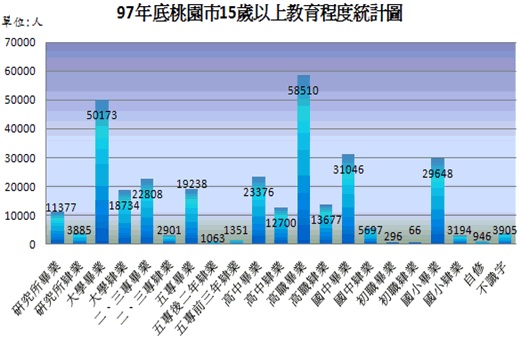 97年底桃園市15歲以上教育程度統計圖
單位:人
70000
60000
50000
40000
30000
20000
10000
0
11377
3885
50173
18734
22808
2901
19238
1063
1351
23376
12700
58510
13677
31046
5697
296
66
29648
3194
946
3905
研究所畢業
研究所肄業
大學畢業
大學肄業
二、三專畢業
二、三專肄業
五專畢業
五專後二年肄業
五專前三年肄業
高中畢業
高中肄業
高職畢業
高職肄業
國中畢業
國中肄業
初職畢業
初職肄業
國小畢業
國小肄業
自修
不識字